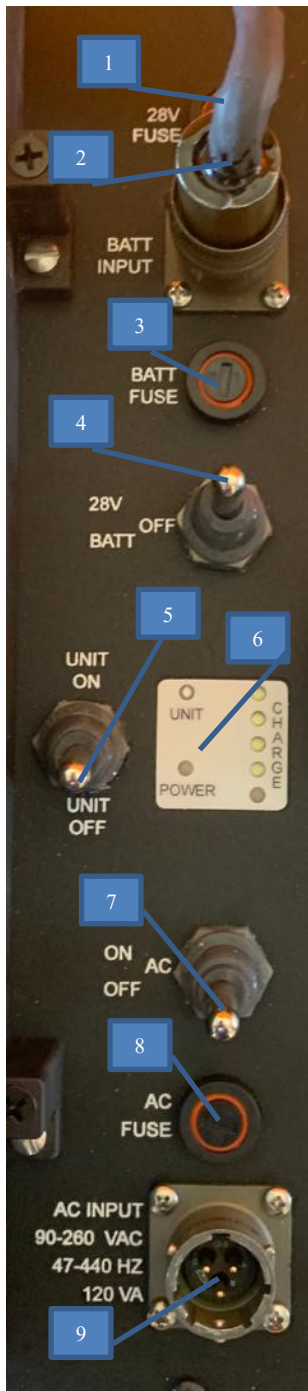 1
28V
FUSE
2
BATT
INPUT
3
BATT
FUSE
4
28V
OFF
BATT
5
6
UNIT
ON
UNIT
CHARGE
POWER
UNIT
OFF
7
ON
AC
OFF
8
AC
FUSE
AC INPUT
90-260 VAC
47-440 HZ
120 VA
9